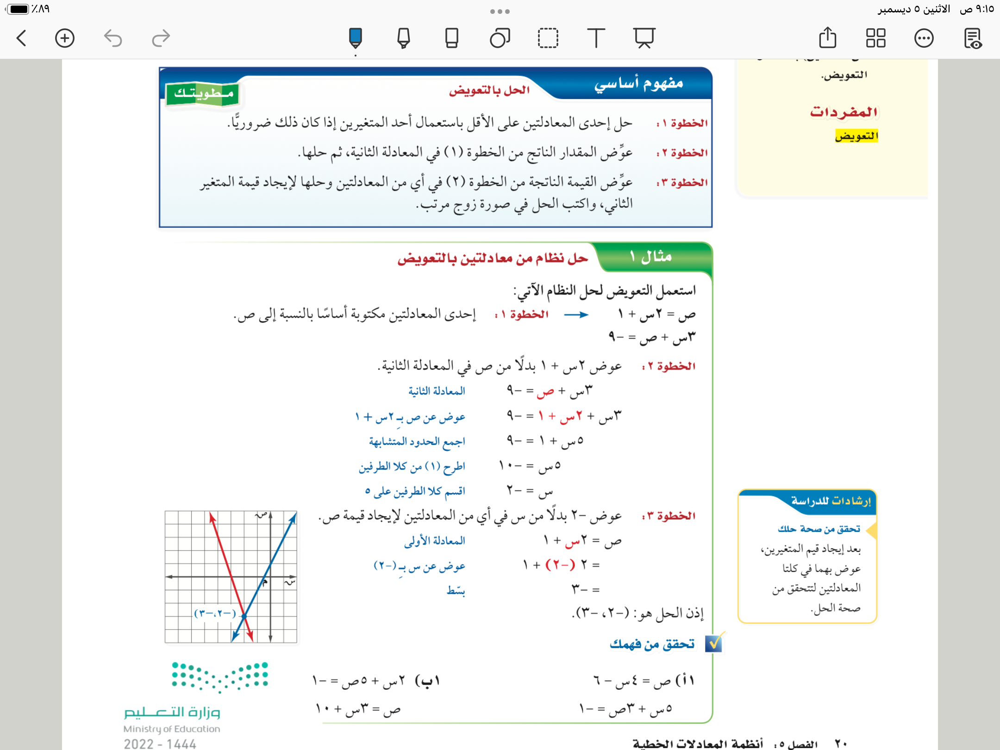 ٩:١٥ ص الاثنين ٥ ديسمبر
٪٨٩
التعويض.
المفردات
التعويض
مفهوم أساسي
الحل بالتعويض
مـطويـتـك
الخطوة ١: حل إحدى المعادلتين على الأقل باستعمال أحد المتغيرين إذا كان ذلك ضروريًّا.
الخطوة ٢: عوِّض المقدار الناتج من الخطوة (١) في المعادلة الثانية، ثم حلها.
الخطوة ٣: عوِّض القيمة الناتجة من الخطوة (٢) في أي من المعادلتين وحلها لإيجاد قيمة المتغير
الثاني، واكتب الحل في صورة زوج مرتب.
مثال ١ حل نظام من معادلتين بالتعويض
استعمل التعويض لحل النظام الآتي:
ص = ٢س + ١ الخطوة ١: إحدى المعادلتين مكتوبة أساسًا بالنسبة إلى ص.
٣س + ص = –٩
الخطوة ٢: عوض ٢س + ١ بدلًا من ص في المعادلة الثانية.
٣س + ص = –٩ المعادلة الثانية
٣س + ٢س + ١ = –٩ عوض عن ص بـِ ٢س + ١
٥س + ١ = –٩ اجمع الحدود المتشابهة
٥س = –١٠ اطرح (١) من كلا الطرفين
س = –٢ اقسم كلا الطرفين على ٥
الخطوة ٣: عوض –٢ بدلًا من س في أي من المعادلتين لإيجاد قيمة ص.
ص = ٢س + ١ المعادلة الأولى
= ٢ (–٢) + ١ عوض عن س بـِ (–٢)
= –٣ بسّط
إذن الحل هو: (–٢، –٣).
ص
س
م
(–٢،–٣)
إرشادات للدراسة
تحقق من صحة حلك
بعد إيجاد قيم المتغيرين،
عوض بهما في كلتا
المعادلتين لتتحقق من
صحة الحل.
تحقق من فهمك
١أ) ص = ٤س – ٦ ١ب) ٢س + ٥ص = –١
٥س + ٣ص = –١ ص = ٣س + ١٠
وزارة التـعـلـيم
Ministry of Education
2022 - 1444
٢٠ الفصل ٥: أنظمة المعادلات الخطية